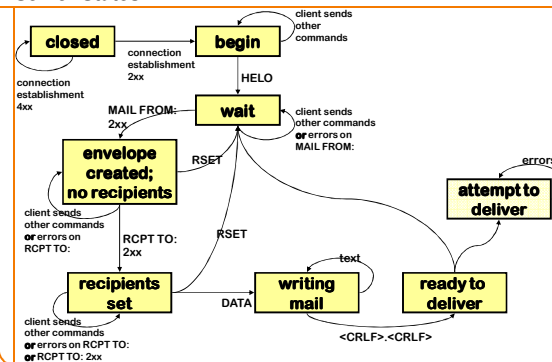 closed
begin
client sends
other
commands
connection
establishment
2xx
connection
establishment
4xx
HELO
MAIL FROM:
2xx
wait
client sends
other commands
or errors on
MAIL FROM:
envelope
created;
no recipients
RSET
errors
attempt to
deliver
client sends
other commands
or errors on
RCPT TO:
RCPT TO:
2xx
RSET
text
recipients
set
DATA
writing
mail
ready to
deliver
<CRLF>.<CRLF>
client sends
other commands
or errors on RCPT TO:
or RCPT TO: 2xx